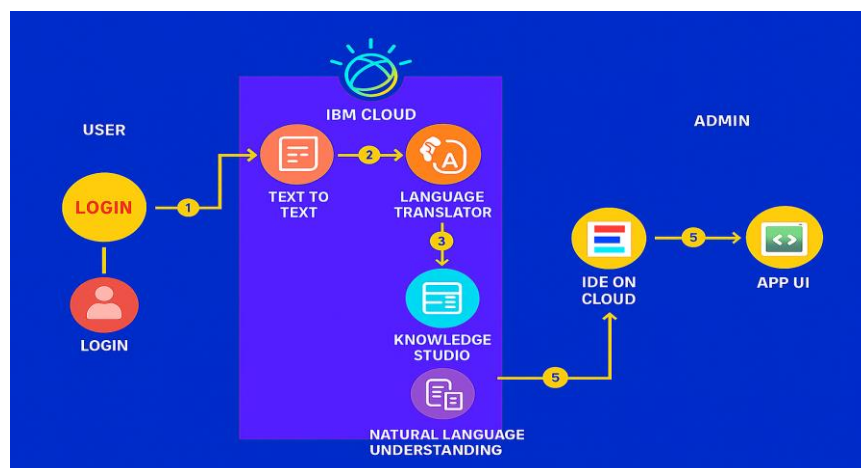 IBM CLOUD
USER
ADMIN
LOGIN
1
2
A
TEXT TO
TEXT
LANGUAGE
TRANSLATOR
3
5
IDE ON
CLOUD
APP UI
LOGIN
KNOWLEDGE
STUDIO
5
NATURAL LANGUAGE
UNDERSTANDING